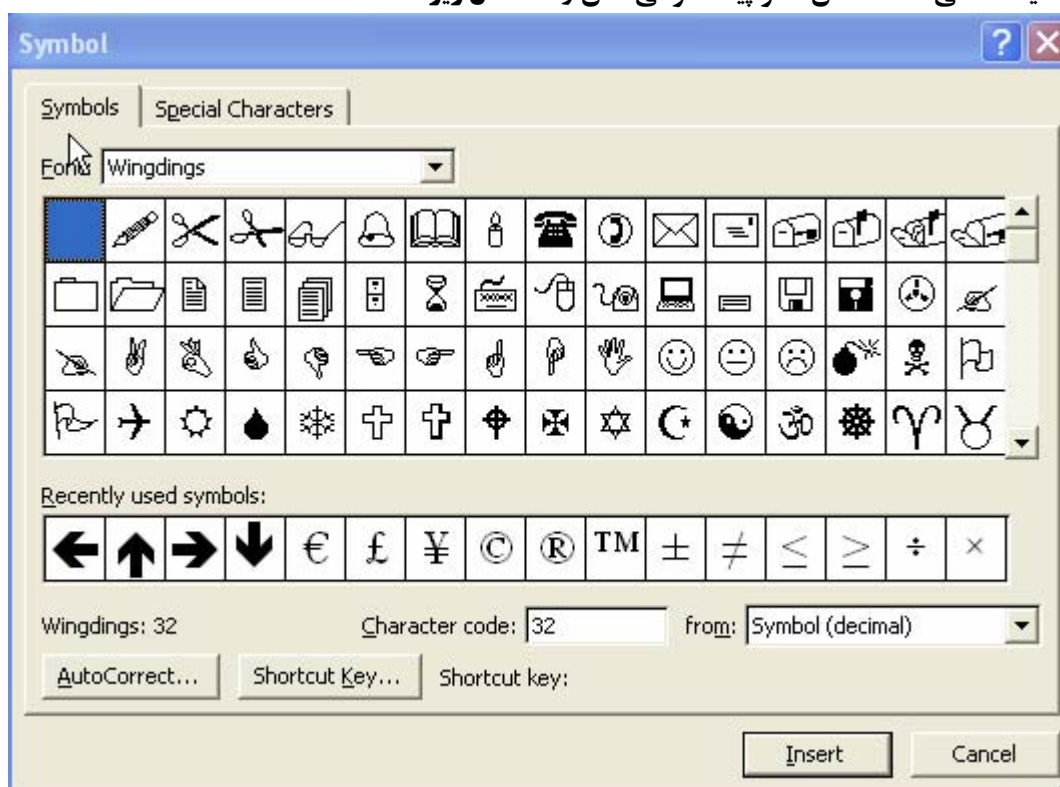 Symbol
Symbols Special Characters
Font: Wingdings
Recently used symbols:
€ £ ¥ © ® TM ± ≠ ≤ ≥ ÷ ×
Wingdings: 32 Character code: 32 from: Symbol (decimal)
AutoCorrect... Shortcut Key... Shortcut key:
Insert Cancel